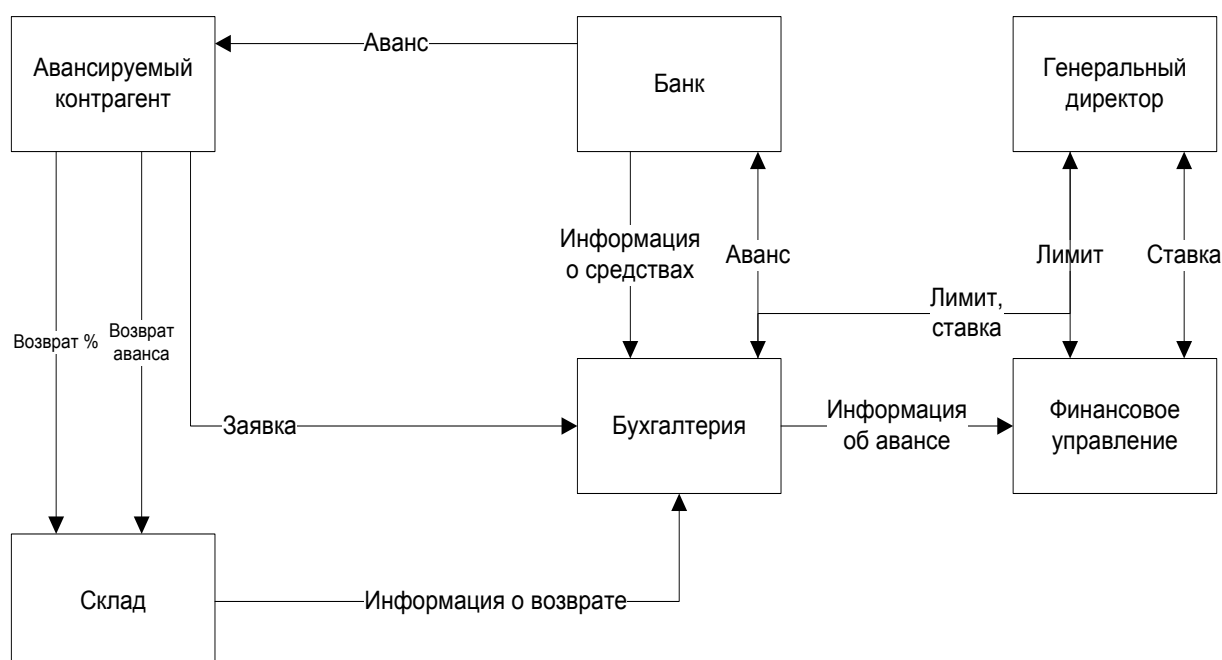 Аванс
Авансируемый
контрагент
Банк
Генеральный
директор
Информация
о средствах
Аванс
Лимит
Ставка
Лимит,
ставка
Возврат %
Возврат
аванса
Заявка
Бухгалтерия
Информация
об авансе
Финансовое
управление
Склад
Информация о возврате